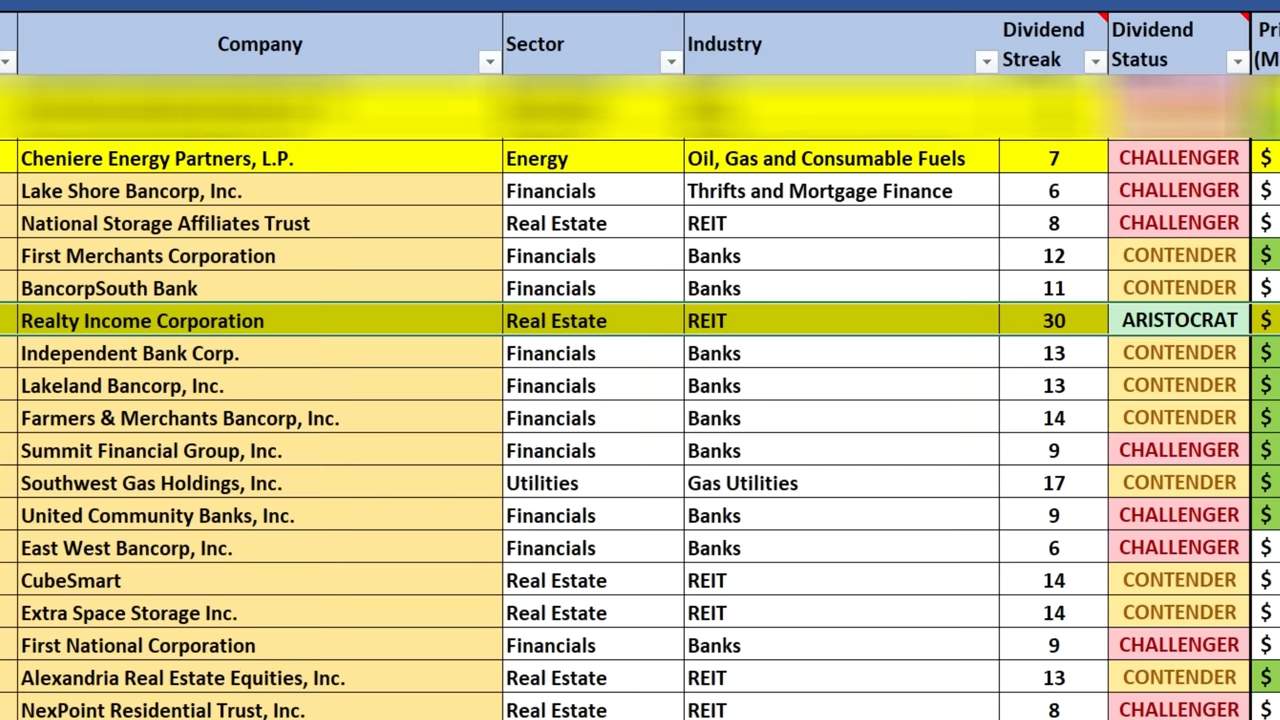 Company Sector Industry Dividend Streak Dividend Status Pri (M
Cheniere Energy Partners, L.P. Energy Oil, Gas and Consumable Fuels 7 CHALLENGER $
Lake Shore Bancorp, Inc. Financials Thrifts and Mortgage Finance 6 CHALLENGER $
National Storage Affiliates Trust Real Estate REIT 8 CHALLENGER $
First Merchants Corporation Financials Banks 12 CONTENDER $
BancorpSouth Bank Financials Banks 11 CONTENDER $
Realty Income Corporation Real Estate REIT 30 ARISTOCRAT $
Independent Bank Corp. Financials Banks 13 CONTENDER $
Lakeland Bancorp, Inc. Financials Banks 13 CONTENDER $
Farmers & Merchants Bancorp, Inc. Financials Banks 14 CONTENDER $
Summit Financial Group, Inc. Financials Banks 9 CHALLENGER $
Southwest Gas Holdings, Inc. Utilities Gas Utilities 17 CONTENDER $
United Community Banks, Inc. Financials Banks 9 CHALLENGER $
East West Bancorp, Inc. Financials Banks 6 CHALLENGER $
CubeSmart Real Estate REIT 14 CONTENDER $
Extra Space Storage Inc. Real Estate REIT 14 CONTENDER $
First National Corporation Financials Banks 9 CHALLENGER $
Alexandria Real Estate Equities, Inc. Real Estate REIT 13 CONTENDER $
NexPoint Residential Trust, Inc. Real Estate REIT 8 CHALLENGER $